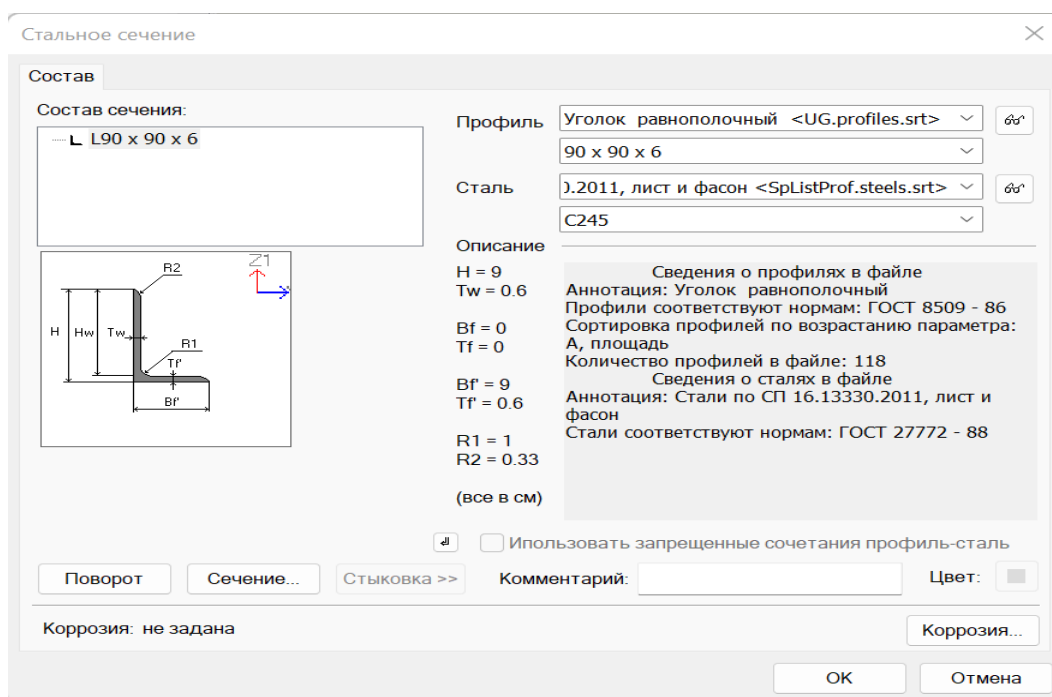 Стальное сечение
Состав
Состав сечения:
L90 x 90 x 6
Профиль
Уголок равнополочный <UG.profiles.srt>
90 x 90 x 6
Сталь
).2011, лист и фасон <SpListProf.steels.srt>
C245
Описание
H = 9
Tw = 0.6
Bf = 0
Tf = 0
Bf' = 9
Tf' = 0.6
R1 = 1
R2 = 0.33
(все в см)
Сведения о профилях в файле
Аннотация: Уголок равнополочный
Профили соответствуют нормам: ГОСТ 8509 - 86
Сортировка профилей по возрастанию параметра:
А, площадь
Количество профилей в файле: 118
Сведения о сталях в файле
Аннотация: Стали по СП 16.13330.2011, лист и
фасон
Стали соответствуют нормам: ГОСТ 27772 - 88
R2
Z1
H
Hw
Tw
R1
Tf'
Bf'
Ипользовать запрещенные сочетания профиль-сталь
Поворот
Сечение...
Стыковка >>
Комментарий:
Цвет:
Коррозия: не задана
Коррозия...
OK
Отмена